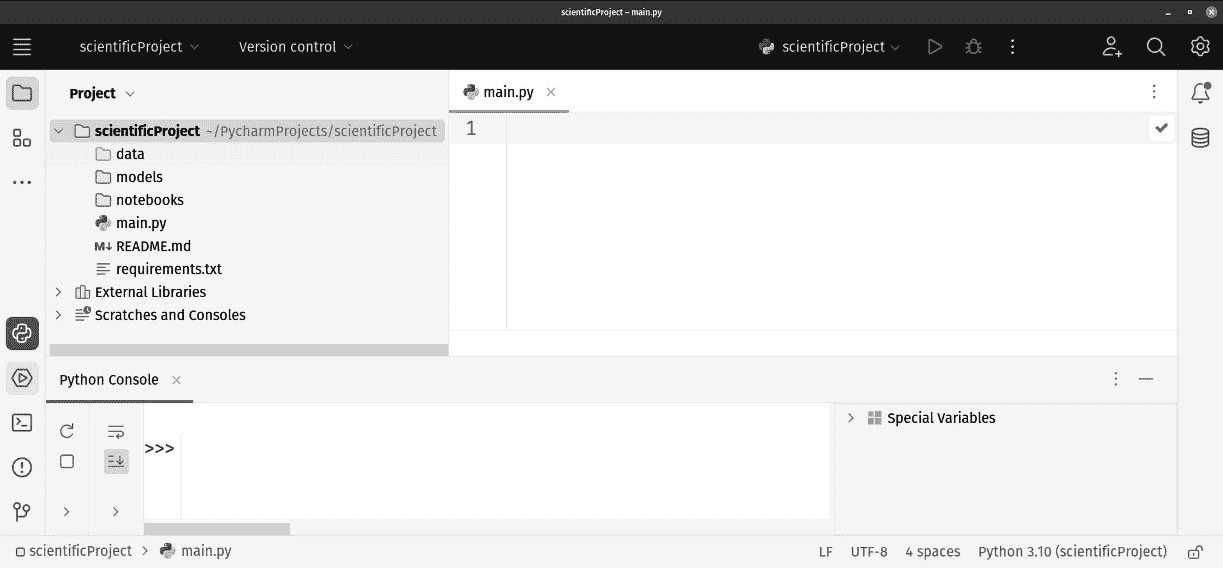 scientificProject – main.py
scientificProject Version control scientificProject
Project
main.py
scientificProject ~/PycharmProjects/scientificProject
1
data
models
notebooks
main.py
M↓ README.md
requirements.txt
External Libraries
Scratches and Consoles
Python Console
Special Variables
>>>
scientificProject > main.py LF UTF-8 4 spaces Python 3.10 (scientificProject)